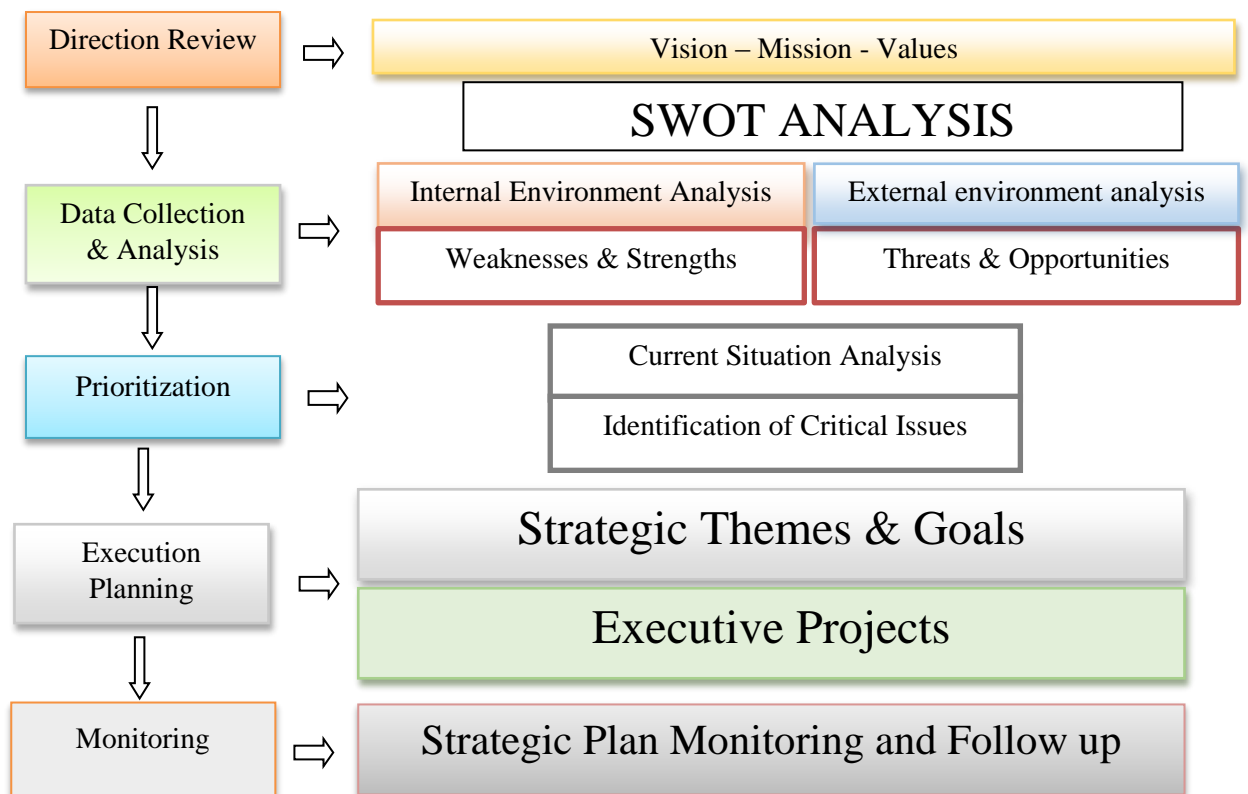 Direction Review
Vision – Mission - Values
SWOT ANALYSIS
Data Collection
& Analysis
Internal Environment Analysis
External environment analysis
Weaknesses & Strengths
Threats & Opportunities
Prioritization
Current Situation Analysis
Identification of Critical Issues
Execution
Planning
Strategic Themes & Goals
Executive Projects
Monitoring
Strategic Plan Monitoring and Follow up